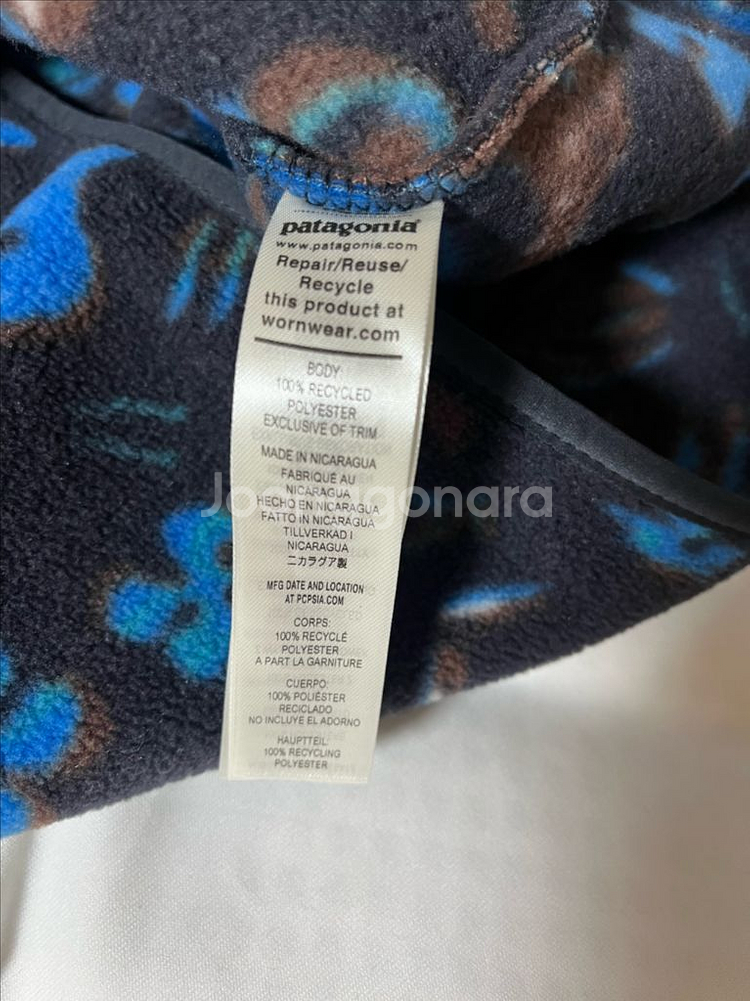 patagonia®
www.patagonia.com
Repair/Reuse/
Recycle
this product at
wornwear.com
BODY:
100% RECYCLED
POLYESTER
EXCLUSIVE OF TRIM
MADE IN NICARAGUA
FABRIQUÉ AU
NICARAGUA
HECHO EN NICARAGUA
FATTO IN NICARAGUA
TILLVERKAD I
NICARAGUA
ニカラグア製
MFG DATE AND LOCATION
AT PCPSIA.COM
CORPS:
100% RECYCLÉ
POLYESTER
A PART LA GARNITURE
CUERPO:
100% POLIÉSTER
RECICLADO
NO INCLUYE EL ADORNO
HAUPTTEIL:
100% RECYCLING
POLYESTER